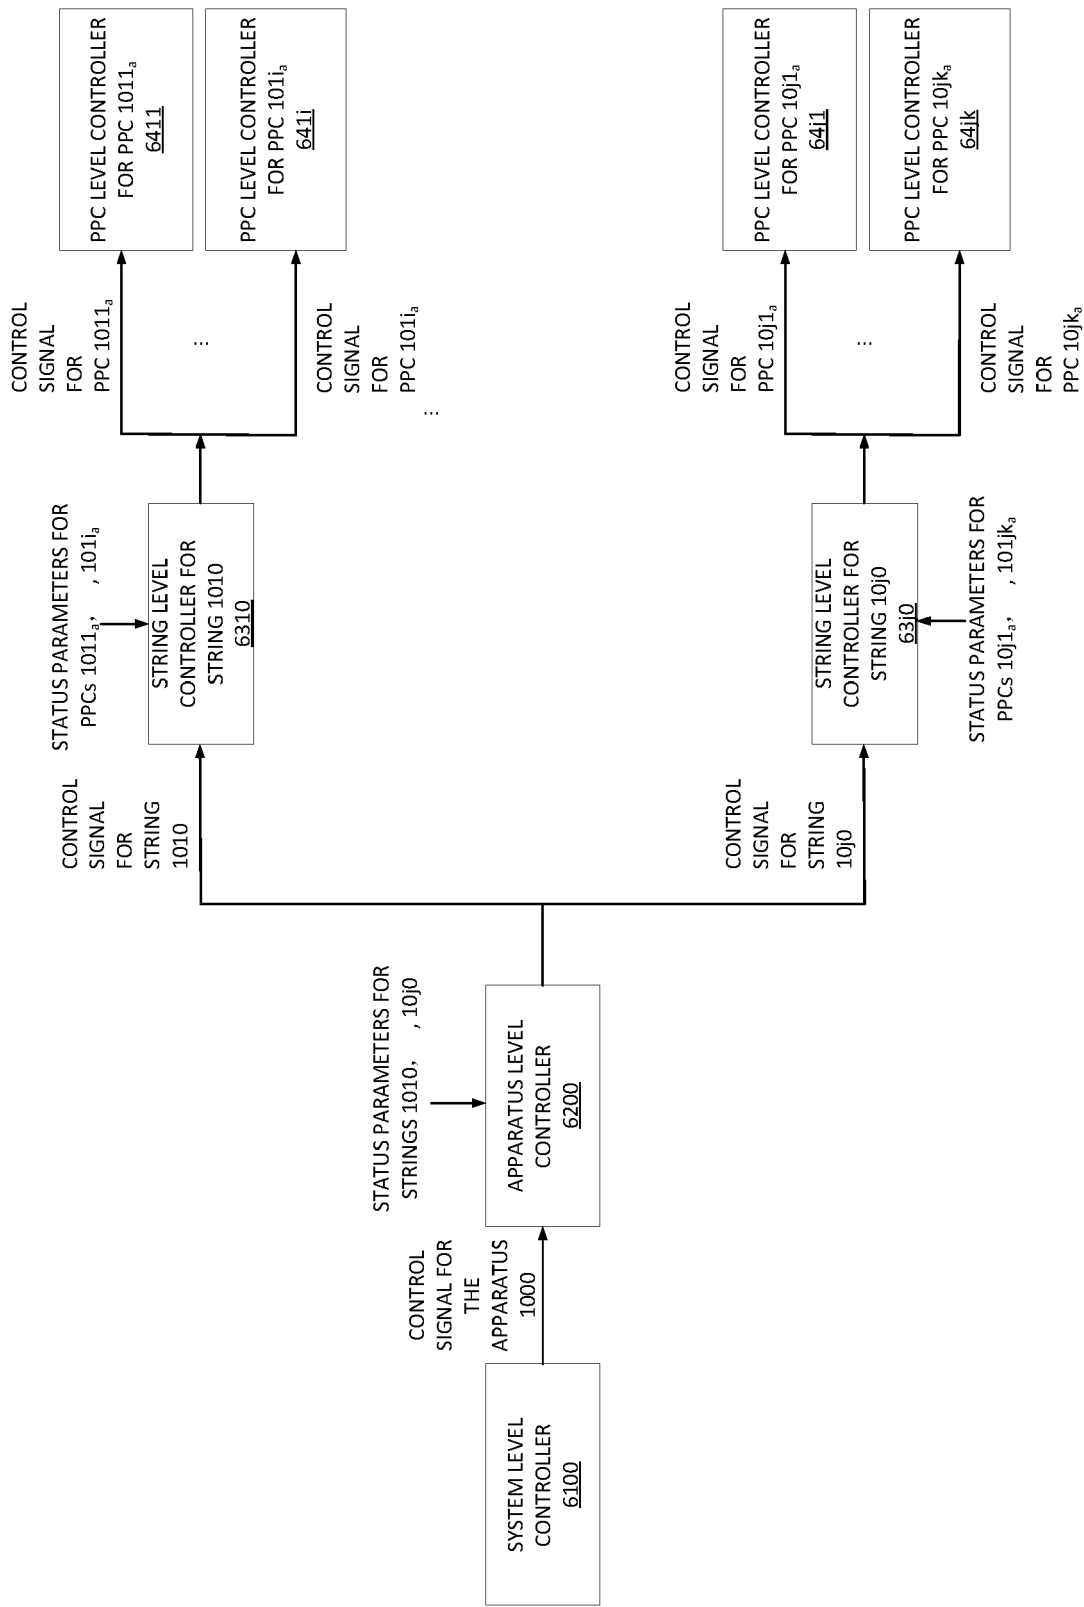 SYSTEM LEVEL
CONTROLLER
6100
CONTROL
SIGNAL FOR
THE
APPARATUS
1000
STATUS PARAMETERS FOR
STRINGS 1010, , 10j0
APPARATUS LEVEL
CONTROLLER
6200
CONTROL
SIGNAL
FOR
STRING
1010
STATUS PARAMETERS FOR
PPCs 1011a, , 101ia
STRING LEVEL
CONTROLLER FOR
STRING 1010
6310
CONTROL
SIGNAL
FOR
PPC 1011a
PPC LEVEL CONTROLLER
FOR PPC 1011a
6411
...
CONTROL
SIGNAL
FOR
PPC 101ia
PPC LEVEL CONTROLLER
FOR PPC 101ia
641i
...
CONTROL
SIGNAL
FOR
STRING
10j0
STRING LEVEL
CONTROLLER FOR
STRING 10j0
63j0
STATUS PARAMETERS FOR
PPCs 10j1a, , 101jka
CONTROL
SIGNAL
FOR
PPC 10j1a
PPC LEVEL CONTROLLER
FOR PPC 10j1a
64j1
...
CONTROL
SIGNAL
FOR
PPC 10jka
PPC LEVEL CONTROLLER
FOR PPC 10jka
64jk